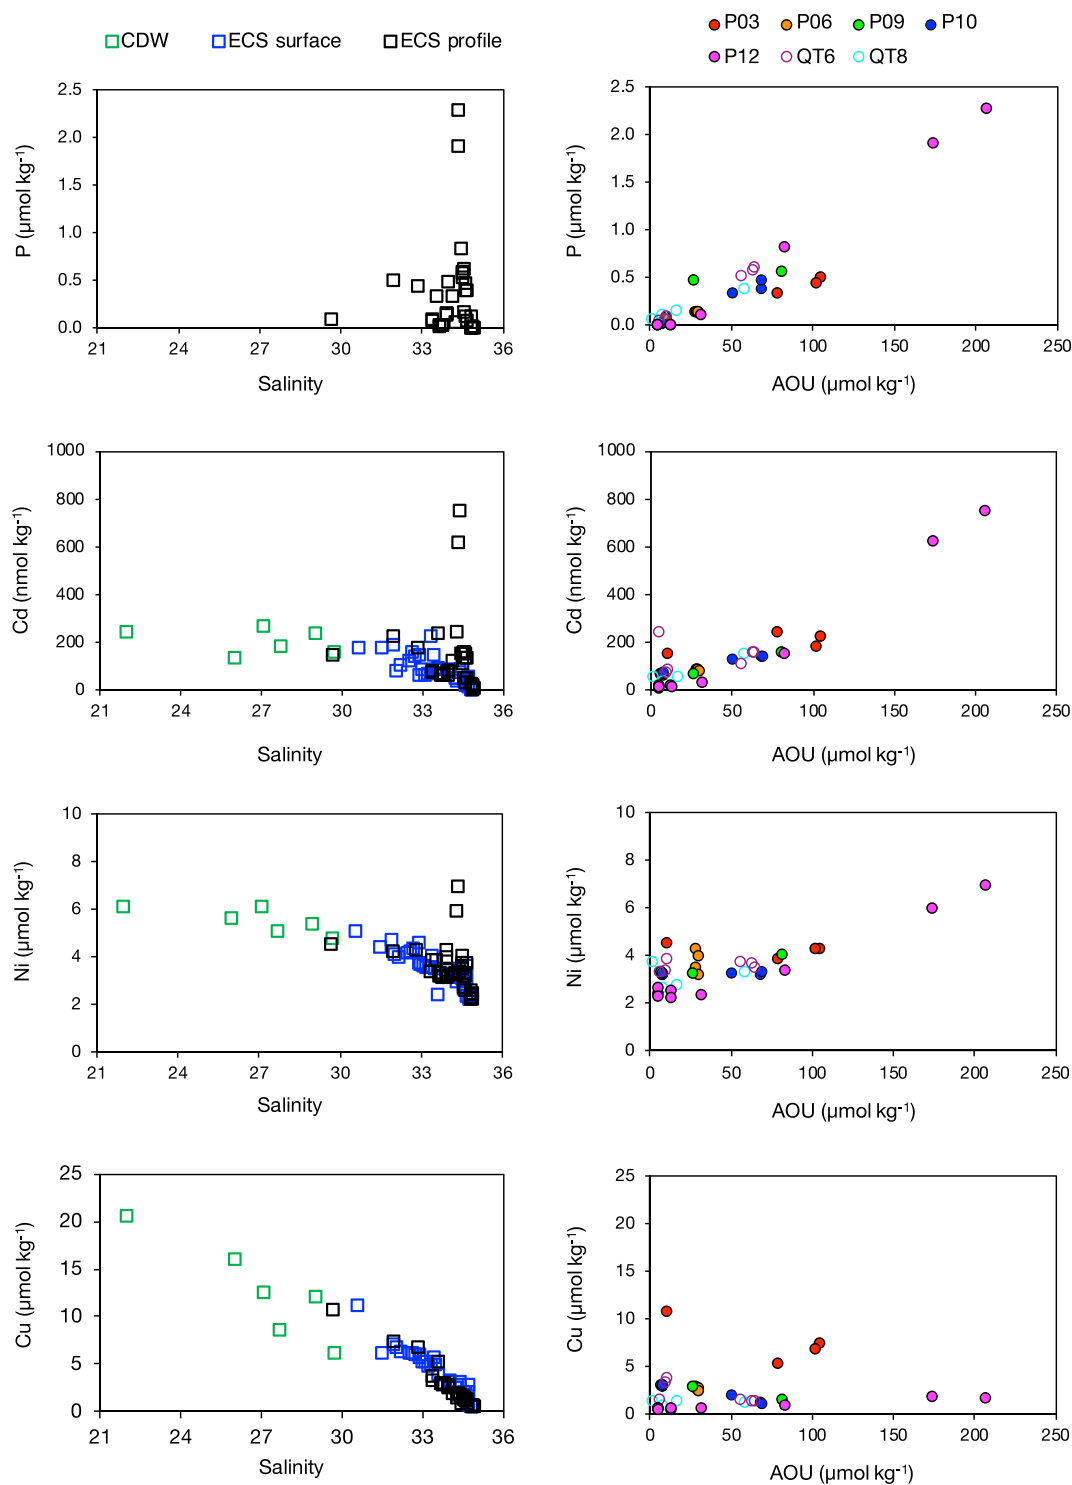 CDW ECS surface ECS profile
P03 P06 P09 P10
P12 QT6 QT8
2.5
2.0
1.5
1.0
0.5
0.0
P (µmol kg-1)
21 24 27 30 33 36
Salinity
2.5
2.0
1.5
1.0
0.5
0.0
P (µmol kg-1)
0 50 100 150 200 250
AOU (µmol kg-1)
1000
800
600
400
200
0
Cd (nmol kg-1)
21 24 27 30 33 36
Salinity
1000
800
600
400
200
0
Cd (nmol kg-1)
0 50 100 150 200 250
AOU (µmol kg-1)
10
8
6
4
2
0
Ni (µmol kg-1)
21 24 27 30 33 36
Salinity
10
8
6
4
2
0
Ni (µmol kg-1)
0 50 100 150 200 250
AOU (µmol kg-1)
25
20
15
10
5
0
Cu (µmol kg-1)
21 24 27 30 33 36
Salinity
25
20
15
10
5
0
Cu (µmol kg-1)
0 50 100 150 200 250
AOU (µmol kg-1)